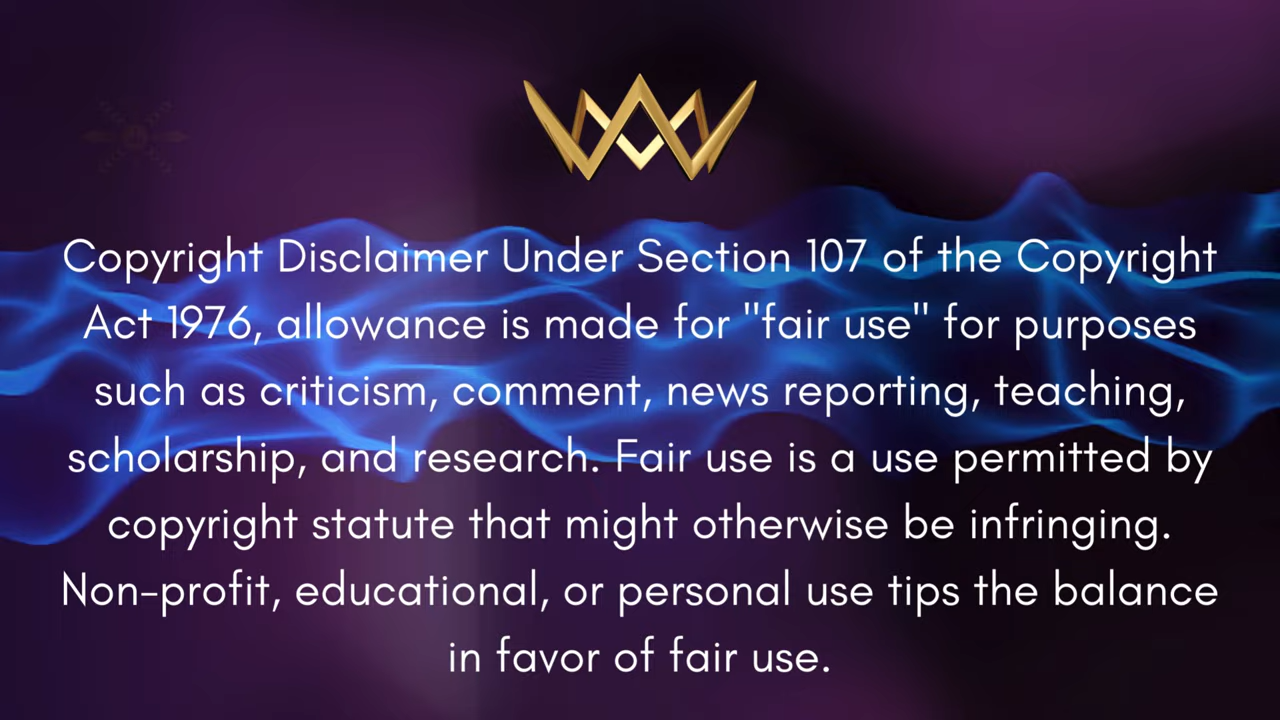 Copyright Disclaimer Under Section 107 of the Copyright
Act 1976, allowance is made for "fair use" for purposes
such as criticism, comment, news reporting, teaching,
scholarship, and research. Fair use is a use permitted by
copyright statute that might otherwise be infringing.
Non-profit, educational, or personal use tips the balance
in favor of fair use.